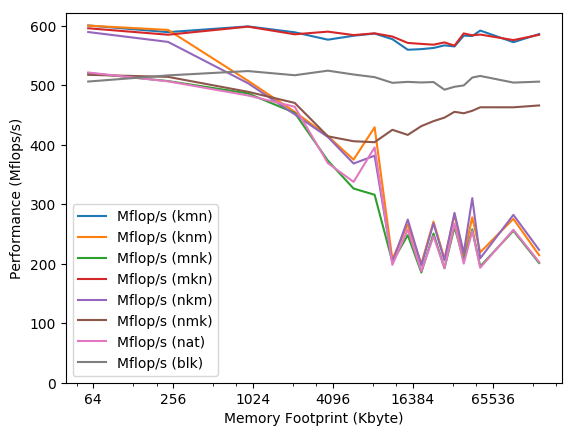 600
500
400
300
200
100
0
Performance (Mflops/s)
Mflop/s (kmn)
Mflop/s (knm)
Mflop/s (mnk)
Mflop/s (mkn)
Mflop/s (nkm)
Mflop/s (nmk)
Mflop/s (nat)
Mflop/s (blk)
64 256 1024 4096 16384 65536
Memory Footprint (Kbyte)